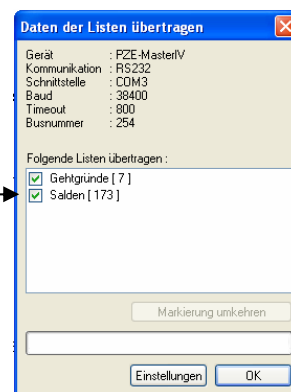 Daten der Listen übertragen
Gerät : PZE-MasterIV
Kommunikation : RS232
Schnittstelle : COM3
Baud : 38400
Timeout : 800
Busnummer : 254
Folgende Listen übertragen :
Gehtgründe [ 7 ]
Salden [ 173 ]
Markierung umkehren
Einstellungen OK